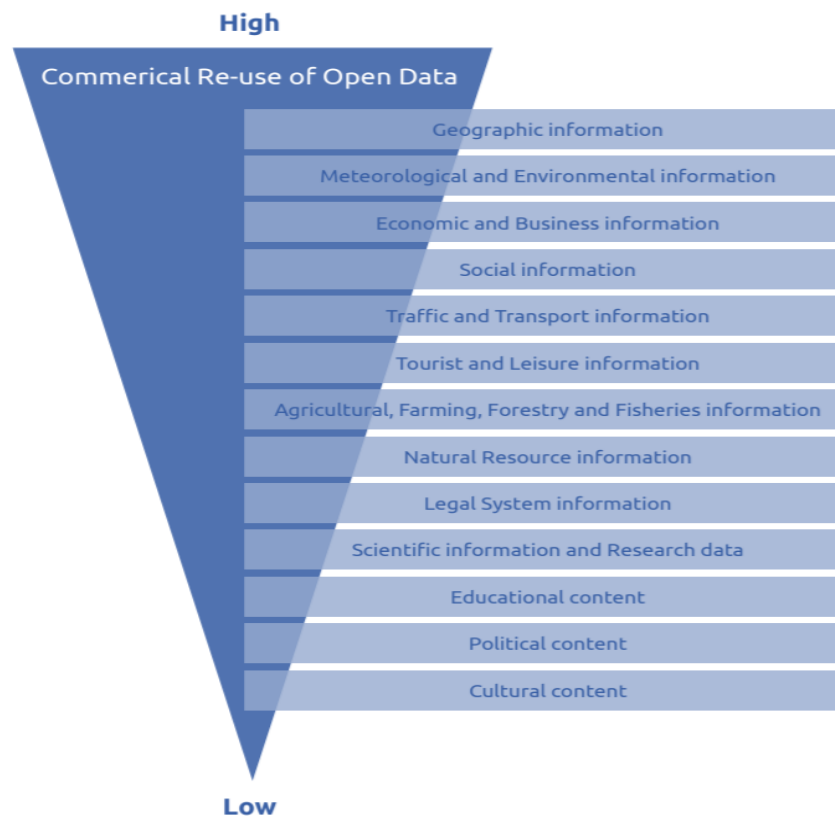 High
Commerical Re-use of Open Data
Geographic information
Meteorological and Environmental information
Economic and Business information
Social information
Traffic and Transport information
Tourist and Leisure information
Agricultural, Farming, Forestry and Fisheries information
Natural Resource information
Legal System information
Scientific information and Research data
Educational content
Political content
Cultural content
Low